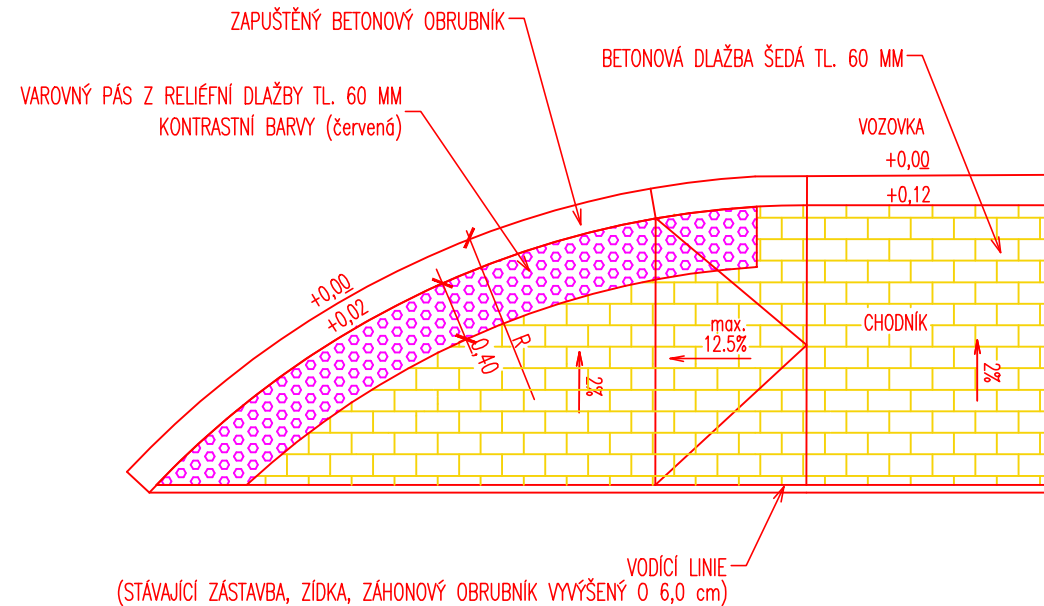 ZAPUŠTĚNÝ BETONOVÝ OBRUBNÍK
BETONOVÁ DLAŽBA ŠEDÁ TL. 60 MM
VAROVNÝ PÁS Z RELIÉFNÍ DLAŽBY TL. 60 MM
KONTRASTNÍ BARVY (červená)
VOZOVKA
+0,00
+0,12
+0,00
+0,02
CHODNÍK
max.
12.5%
R
0,40
2%
2%
VODÍCÍ LINIE
(STÁVAJÍCÍ ZÁSTAVBA, ZÍDKA, ZÁHONOVÝ OBRUBNÍK VYVÝŠENÝ O 6,0 cm)